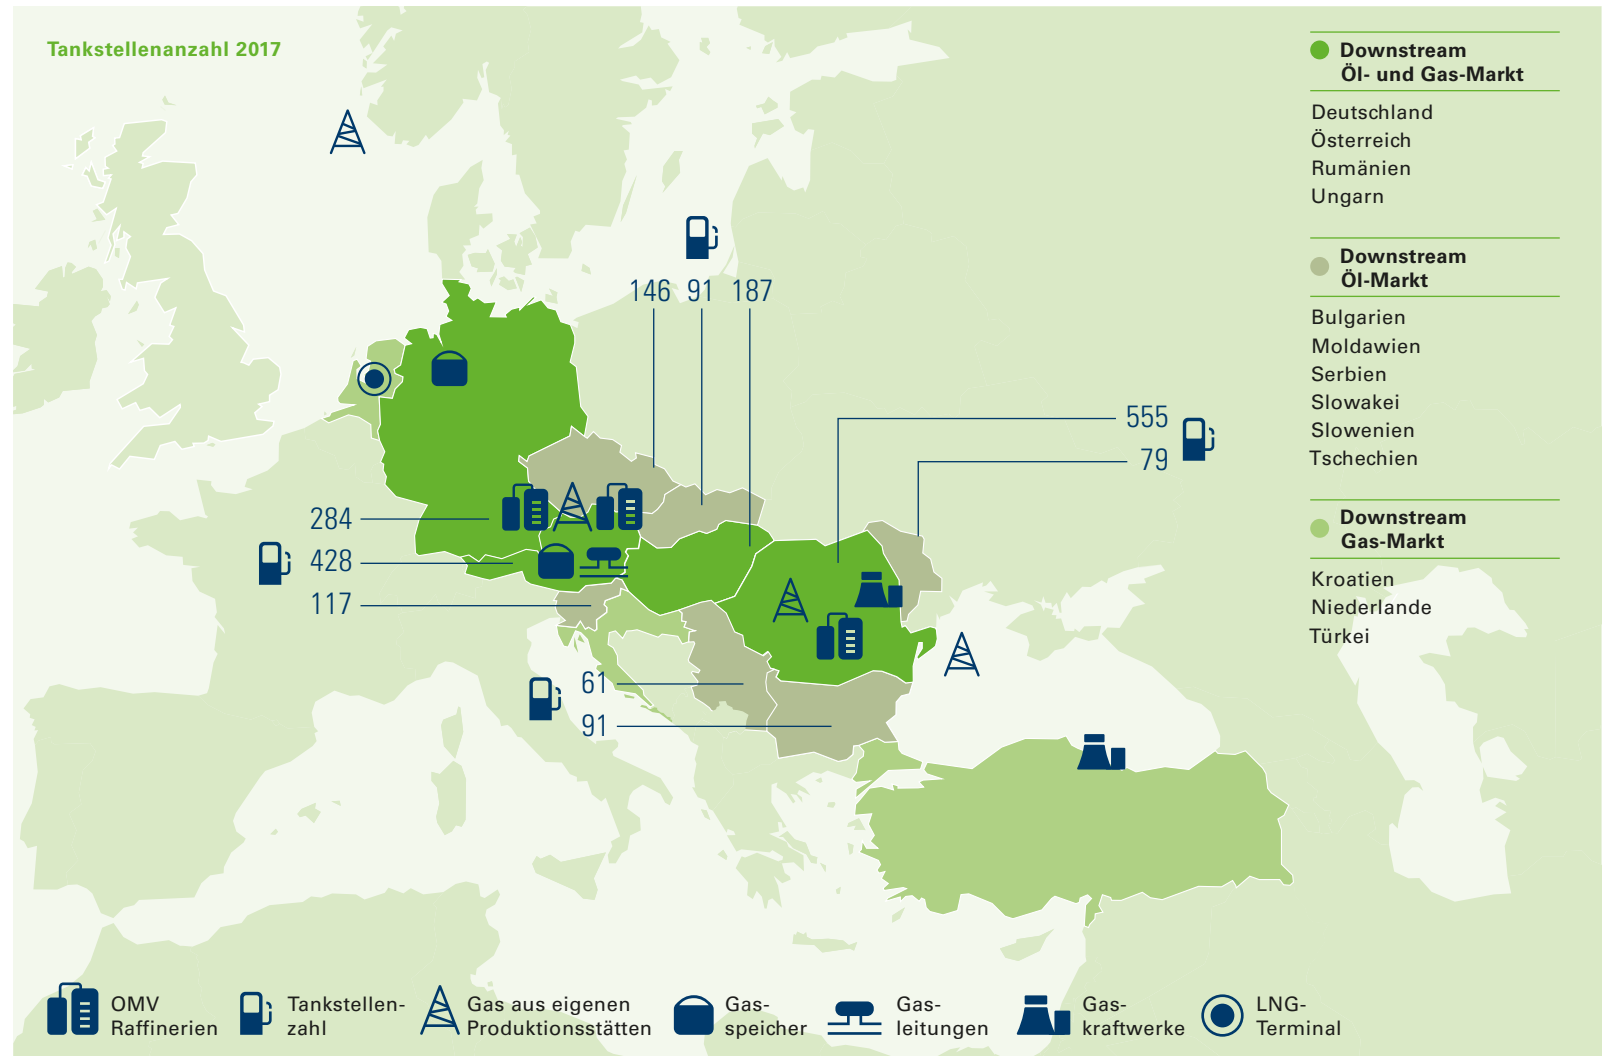 Tankstellenanzahl 2017
Downstream
Öl- und Gas-Markt
Deutschland
Österreich
Rumänien
Ungarn
Downstream
Öl-Markt
Bulgarien
Moldawien
Serbien
Slowakei
Slowenien
Tschechien
Downstream
Gas-Markt
Kroatien
Niederlande
Türkei
146 91 187
555
79
284
428
117
61
91
OMV
Raffinerien
Tankstellen-
zahl
Gas aus eigenen
Produktionsstätten
Gas-
speicher
Gas-
leitungen
Gas-
kraftwerke
LNG-
Terminal